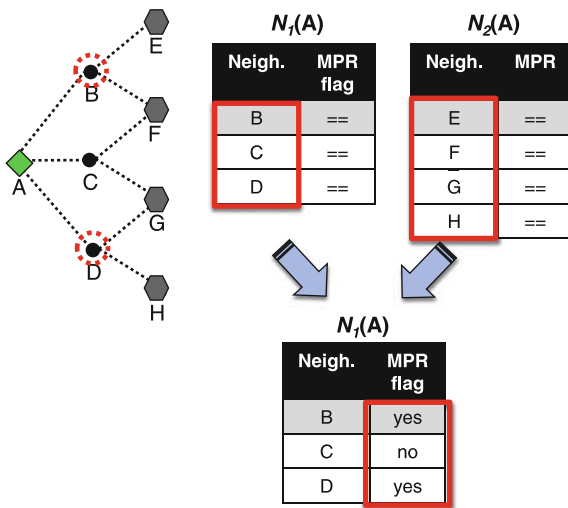 E
B
F
A
C
G
D
H
N1(A)
Neigh. MPR flag
B ==
C ==
D ==
N2(A)
Neigh. MPR
E ==
F ==
G ==
H ==
N1(A)
Neigh. MPR flag
B yes
C no
D yes